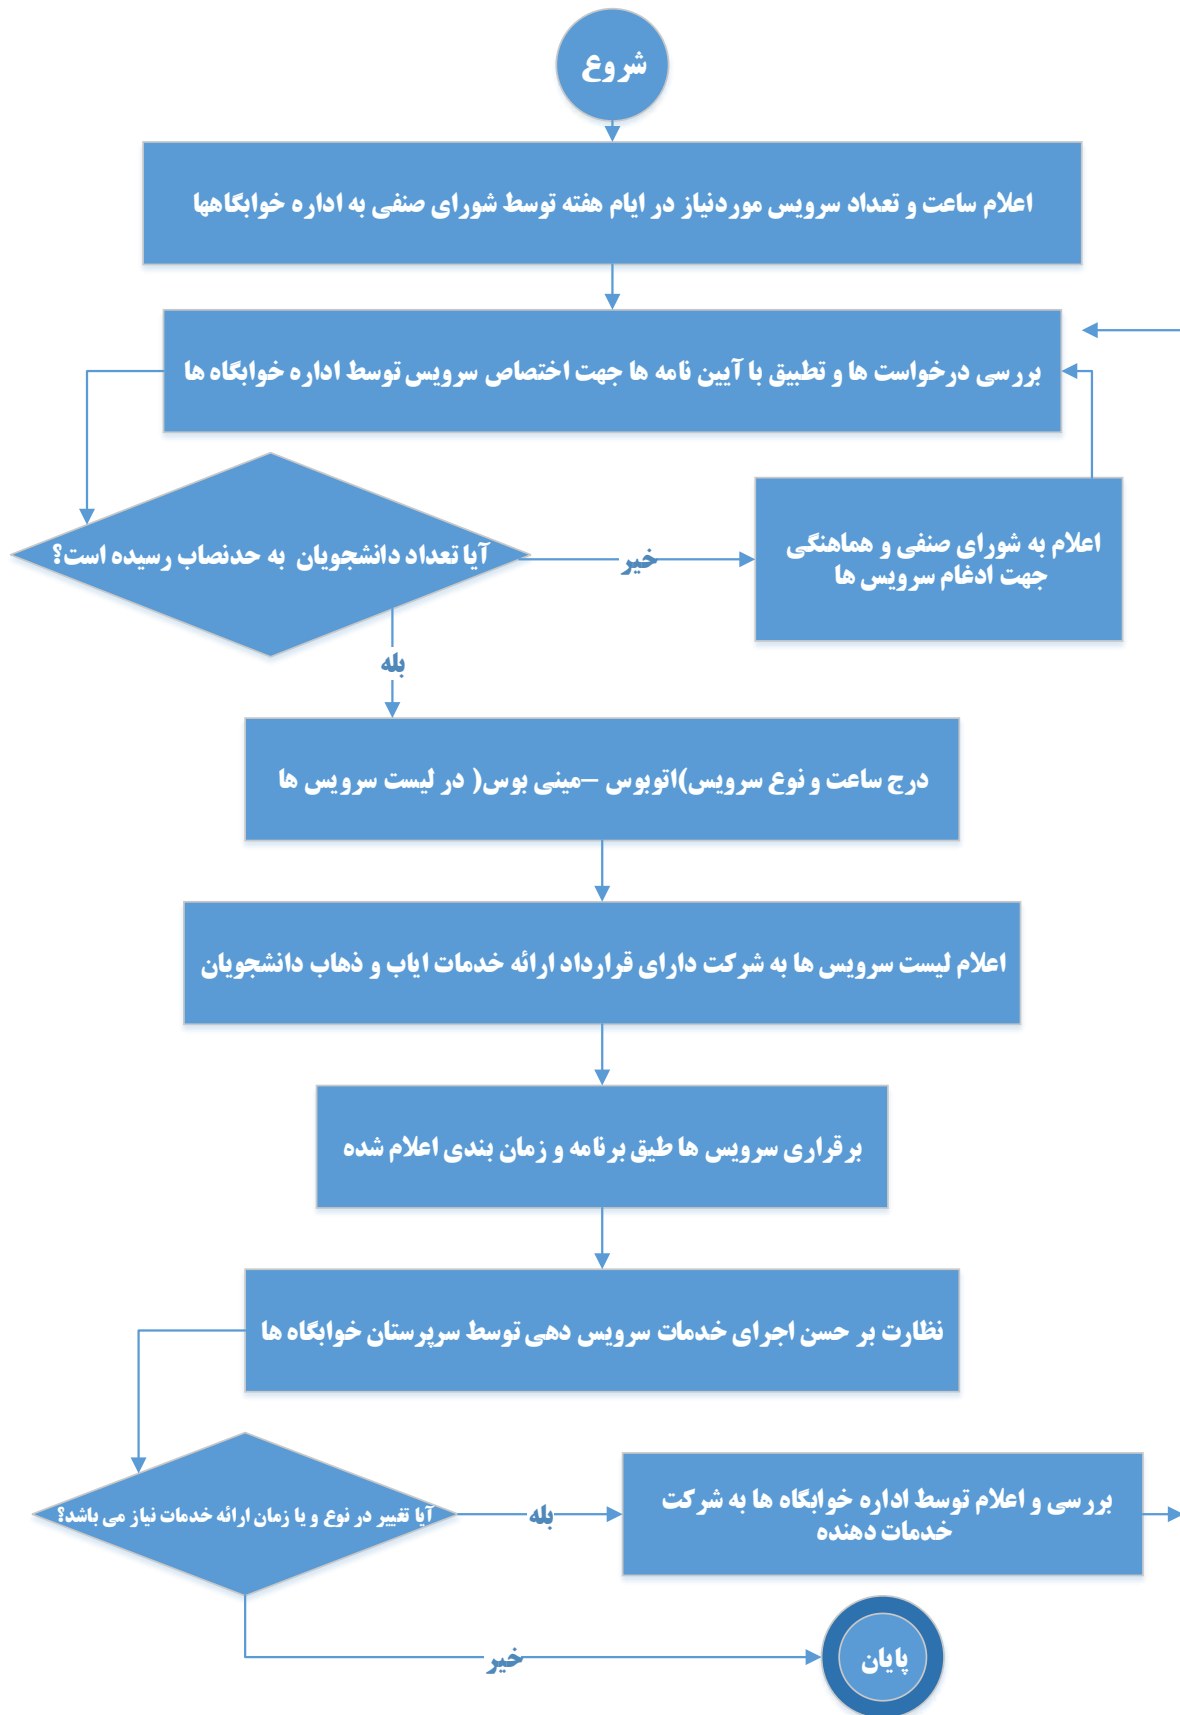 شروع
اعلام ساعت و تعداد سرویس موردنیاز در ایام هفته توسط شورای صنفی به اداره خوابگاهها
بررسی درخواست ها و تطبیق با آیین نامه ها جهت اختصاص سرویس توسط اداره خوابگاه ها
آیا تعداد دانشجویان به حدنصاب رسیده است؟
خیر
اعلام به شورای صنفی و هماهنگی
جهت ادغام سرویس ها
بله
درج ساعت و نوع سرویس)اتوبوس –مینی بوس( در لیست سرویس ها
اعلام لیست سرویس ها به شرکت دارای قرارداد ارائه خدمات ایاب و ذهاب دانشجویان
برقراری سرویس ها طبق برنامه و زمان بندی اعلام شده
نظارت بر حسن اجرای خدمات سرویس دهی توسط سرپرستان خوابگاه ها
آیا تغییر در نوع و یا زمان ارائه خدمات نیاز می باشد؟
بله
بررسی و اعلام توسط اداره خوابگاه ها به شرکت
خدمات دهنده
خیر
پایان